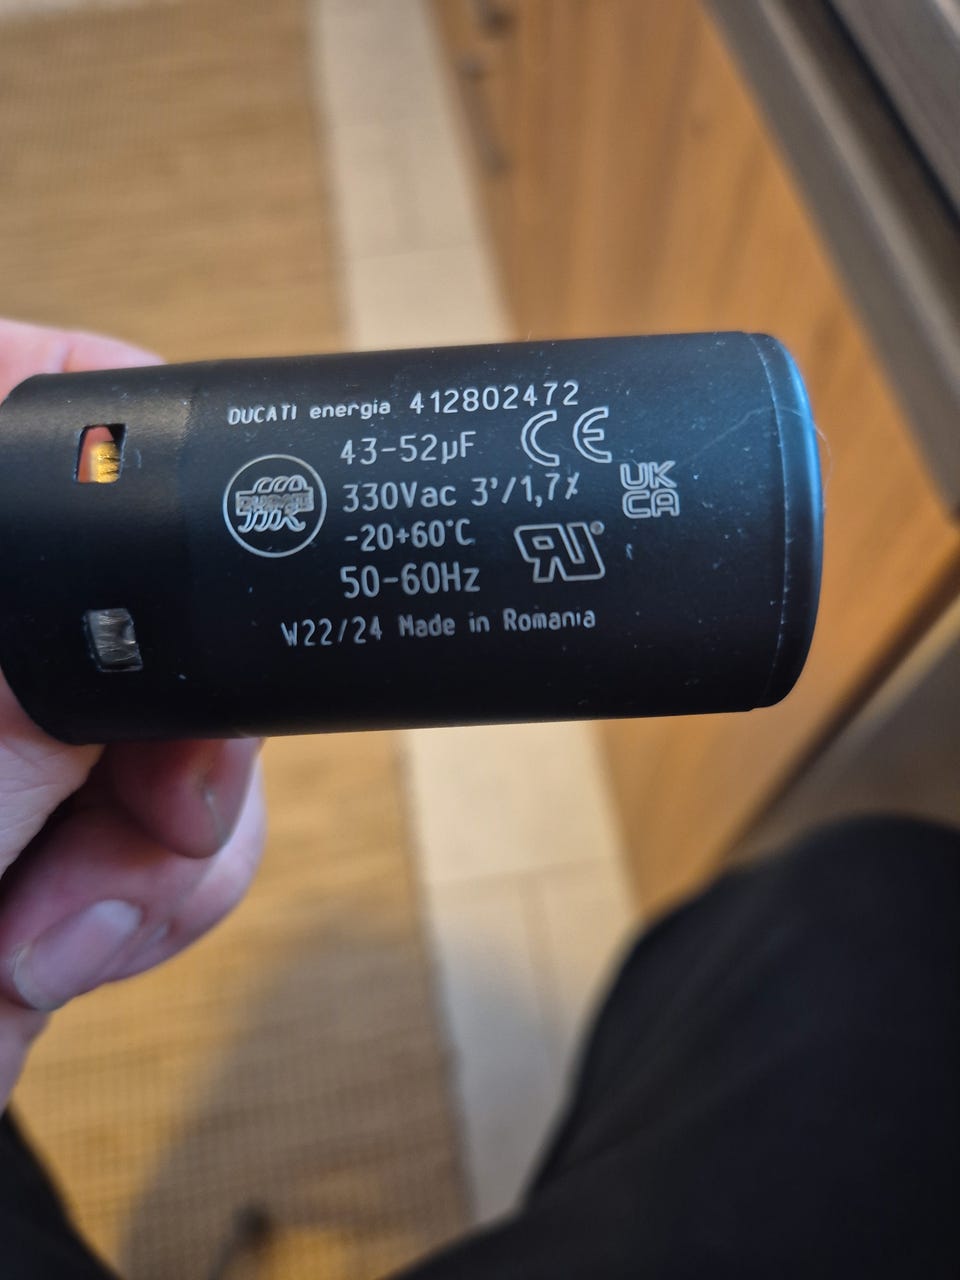 DUCATI energia 412802472
43-52µF CE
330Vac 3'/1,7% UK
CA
-20+60°C
50-60Hz
W22/24 Made in Romania